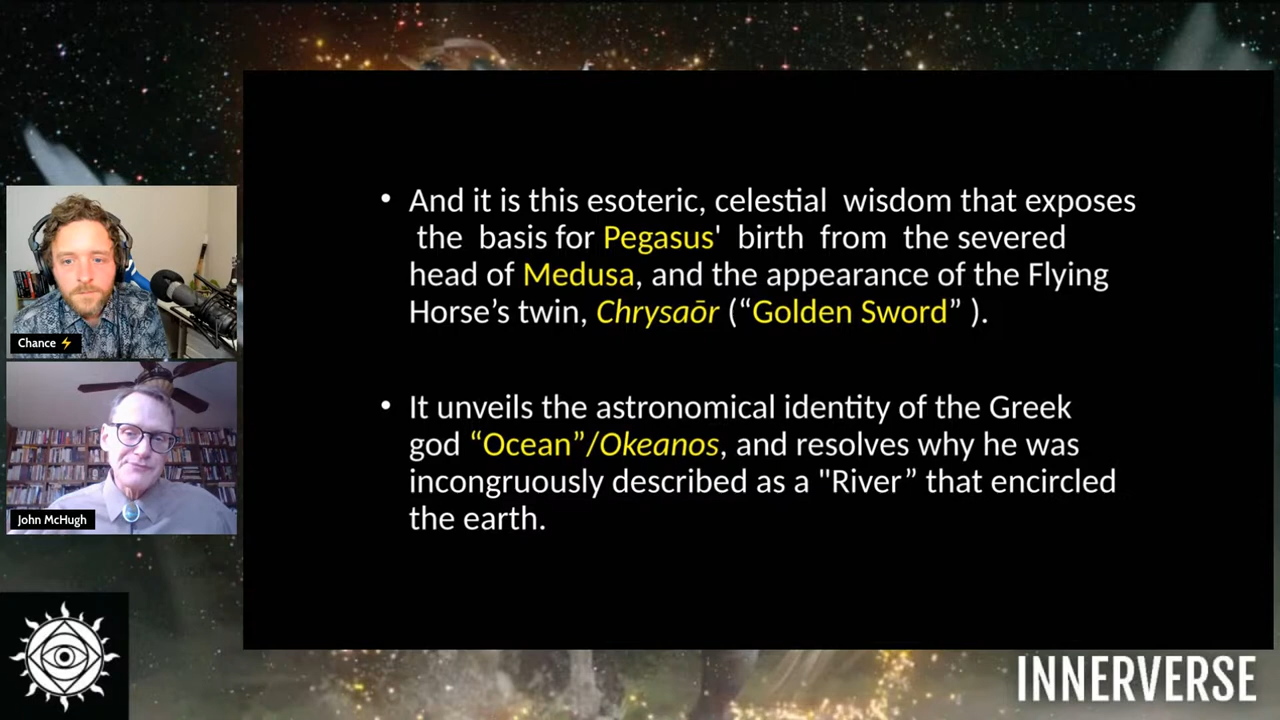 • And it is this esoteric, celestial wisdom that exposes
the basis for Pegasus' birth from the severed
head of Medusa, and the appearance of the Flying
Horse’s twin, Chrysaōr (“Golden Sword” ).
• It unveils the astronomical identity of the Greek
god “Ocean”/Okeanos, and resolves why he was
incongruously described as a "River” that encircled
the earth.
Chance ⚡
John McHugh
INNERVERSE